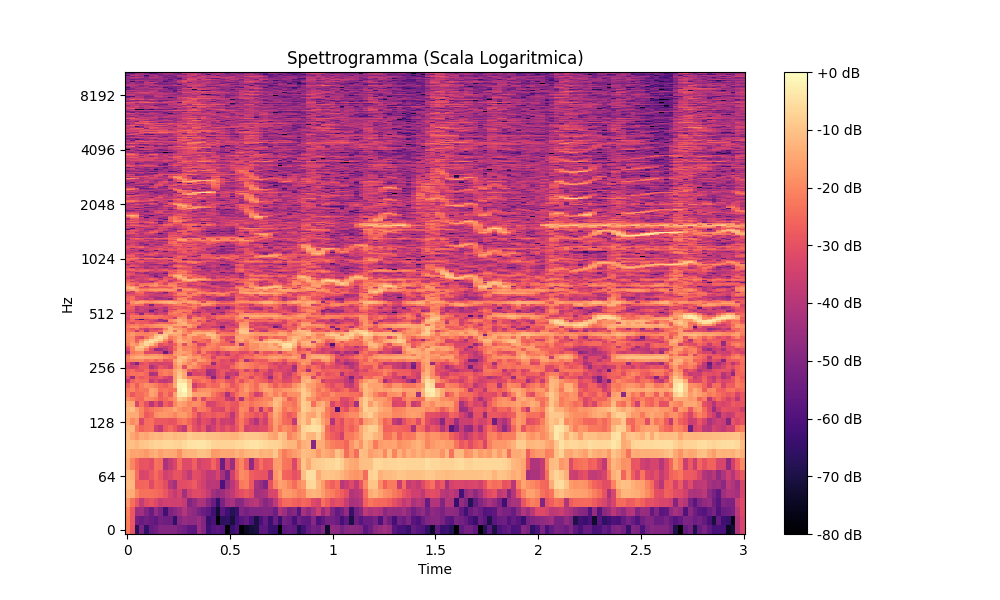 Spettrogramma (Scala Logaritmica)
Hz
8192
4096
2048
1024
512
256
128
64
0
0 0.5 1 1.5 2 2.5 3
Time
+0 dB
-10 dB
-20 dB
-30 dB
-40 dB
-50 dB
-60 dB
-70 dB
-80 dB